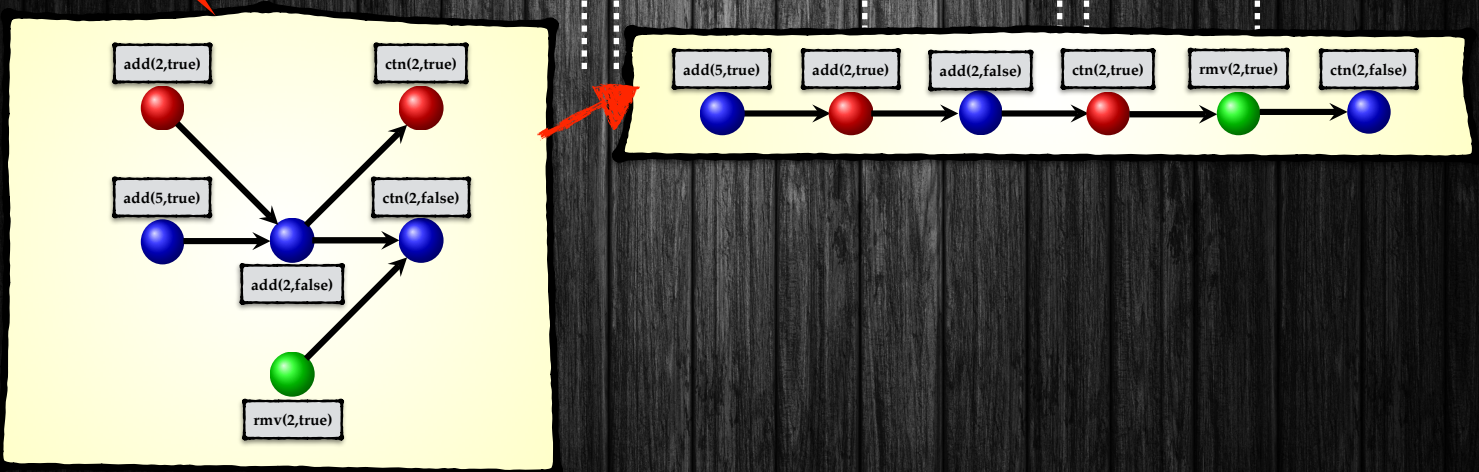 add(2,true)
ctn(2,true)
add(5,true)
ctn(2,false)
add(2,false)
rmv(2,true)
add(5,true)
add(2,true)
add(2,false)
ctn(2,true)
rmv(2,true)
ctn(2,false)